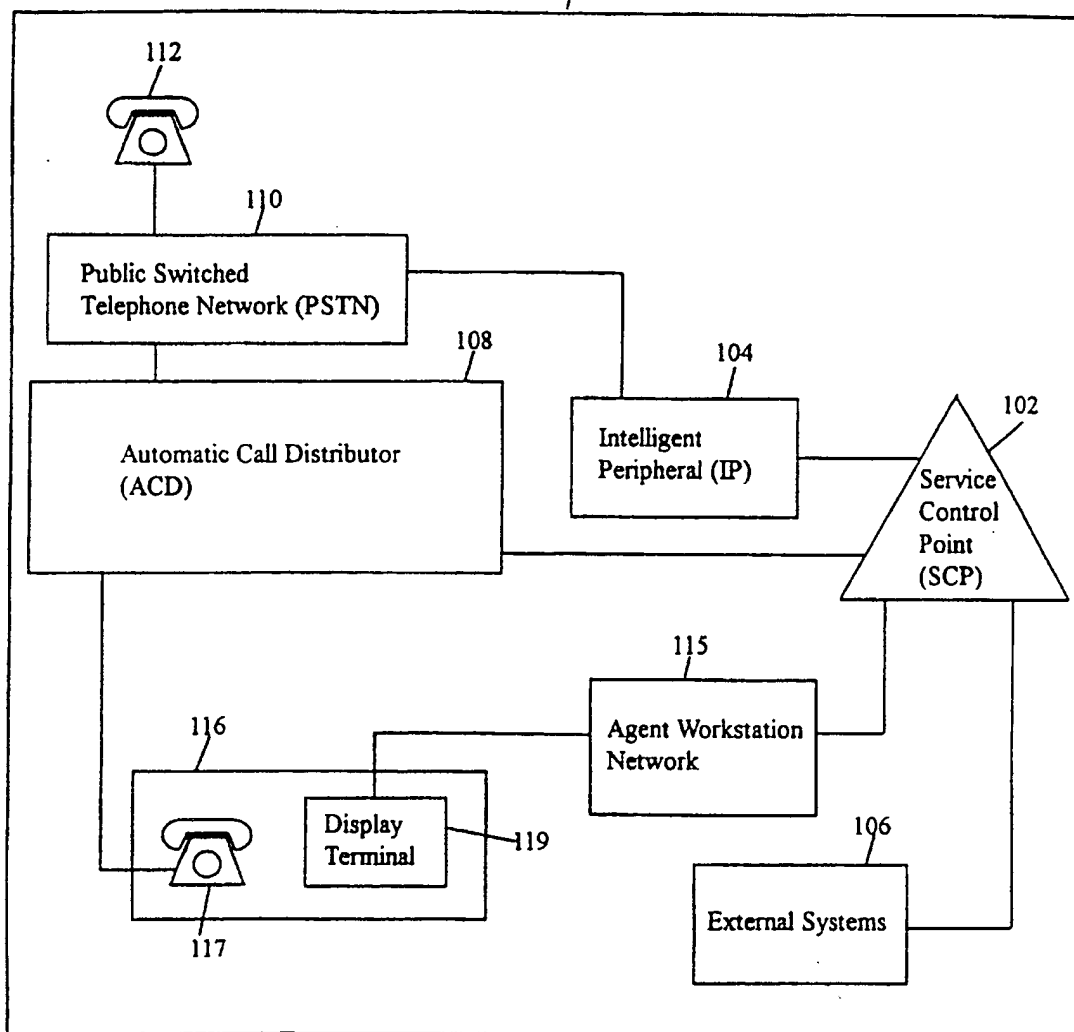 112
110
Public Switched
Telephone Network (PSTN)
108
Automatic Call Distributor
(ACD)
104
Intelligent
Peripheral (IP)
102
Service
Control
Point
(SCP)
115
Agent Workstation
Network
116
Display
Terminal
119
117
106
External Systems